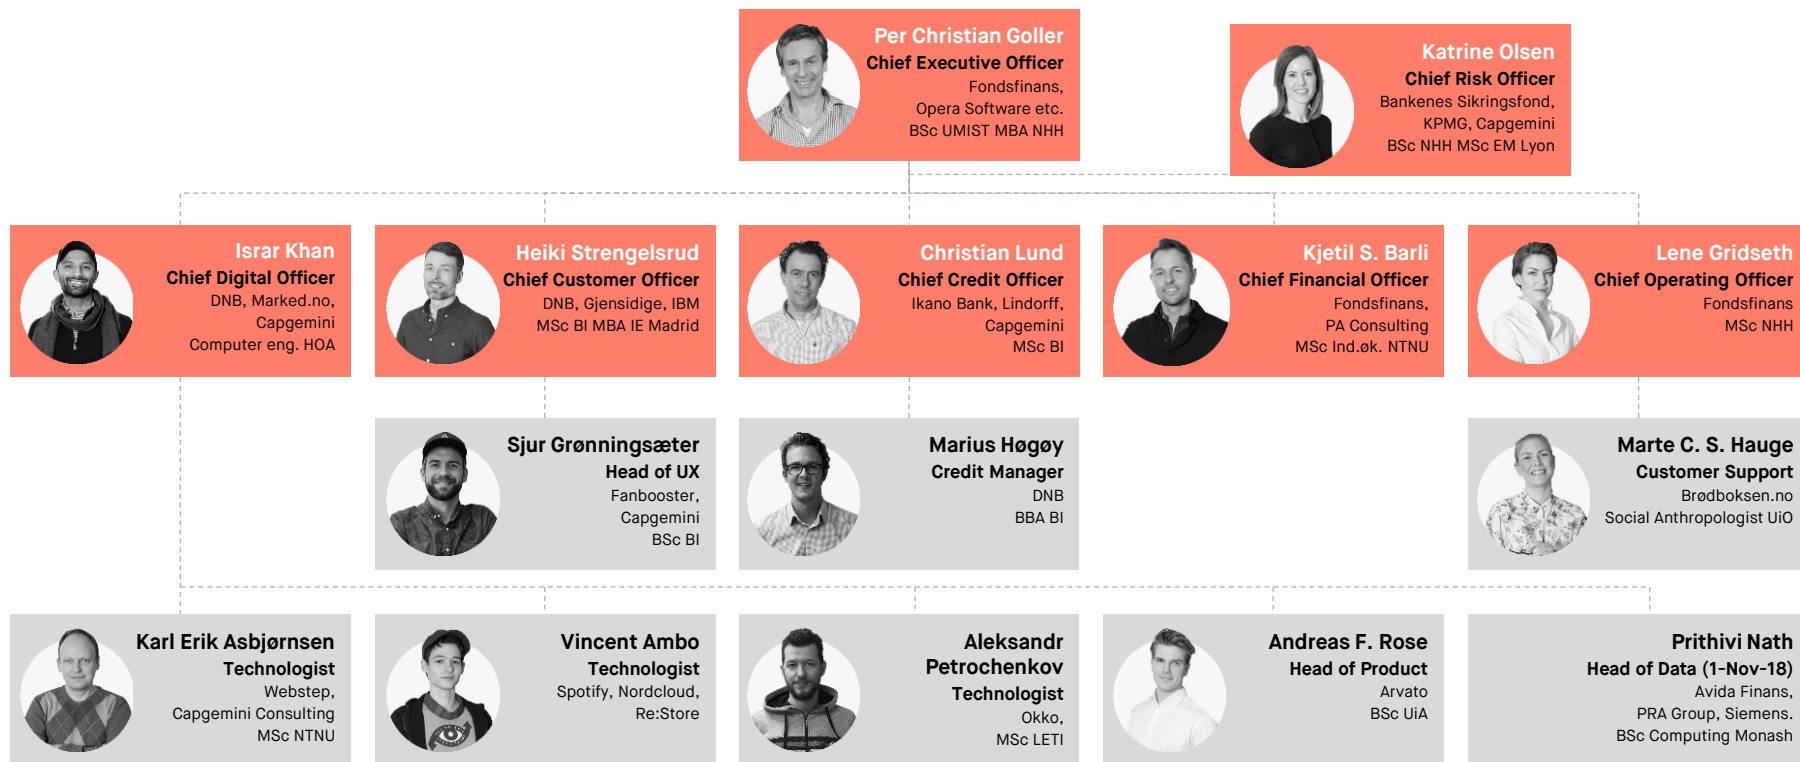 Per Christian Goller
Chief Executive Officer
Fondsfinans,
Opera Software etc.
BSc UMIST MBA NHH
Katrine Olsen
Chief Risk Officer
Bankenes Sikringsfond,
KPMG, Capgemini
BSc NHH MSc EM Lyon
Israr Khan
Chief Digital Officer
DNB, Marked.no,
Capgemini
Computer eng. HOA
Heiki Strengelsrud
Chief Customer Officer
DNB, Gjensidige, IBM
MSc BI MBA IE Madrid
Christian Lund
Chief Credit Officer
Ikano Bank, Lindorff,
Capgemini
MSc BI
Kjetil S. Barli
Chief Financial Officer
Fondsfinans,
PA Consulting
MSc Ind.øk. NTNU
Lene Gridseth
Chief Operating Officer
Fondsfinans
MSc NHH
Sjur Grønningsæter
Head of UX
Fanbooster,
Capgemini
BSc BI
Marius Høgøy
Credit Manager
DNB
BBA BI
Marte C. S. Hauge
Customer Support
Brødboksen.no
Social Anthropologist UiO
Karl Erik Asbjørnsen
Technologist
Webstep,
Capgemini Consulting
MSc NTNU
Vincent Ambo
Technologist
Spotify, Nordcloud,
Re:Store
Aleksandr
Petrochenkov
Technologist
Okko,
MSc LETI
Andreas F. Rose
Head of Product
Arvato
BSc UiA
Prithivi Nath
Head of Data (1-Nov-18)
Avida Finans,
PRA Group, Siemens.
BSc Computing Monash